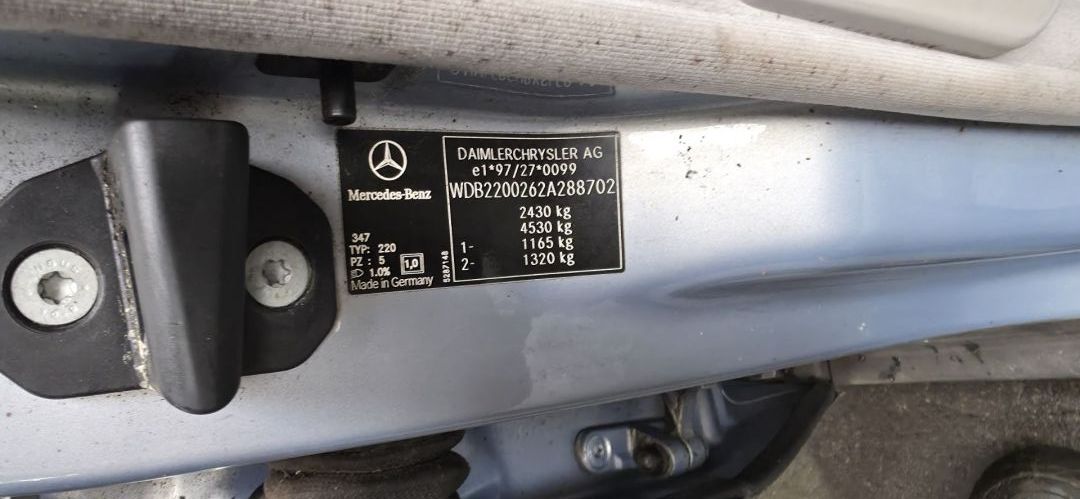 DAIMLERCHRYSLER AG
e1*97/27*0099
WDB2200262A288702
2430 kg
4530 kg
1- 1165 kg
2- 1320 kg
Mercedes-Benz
347
TYP: 220
PZ : 5
1.0% 1,0
Made in Germany
5287148